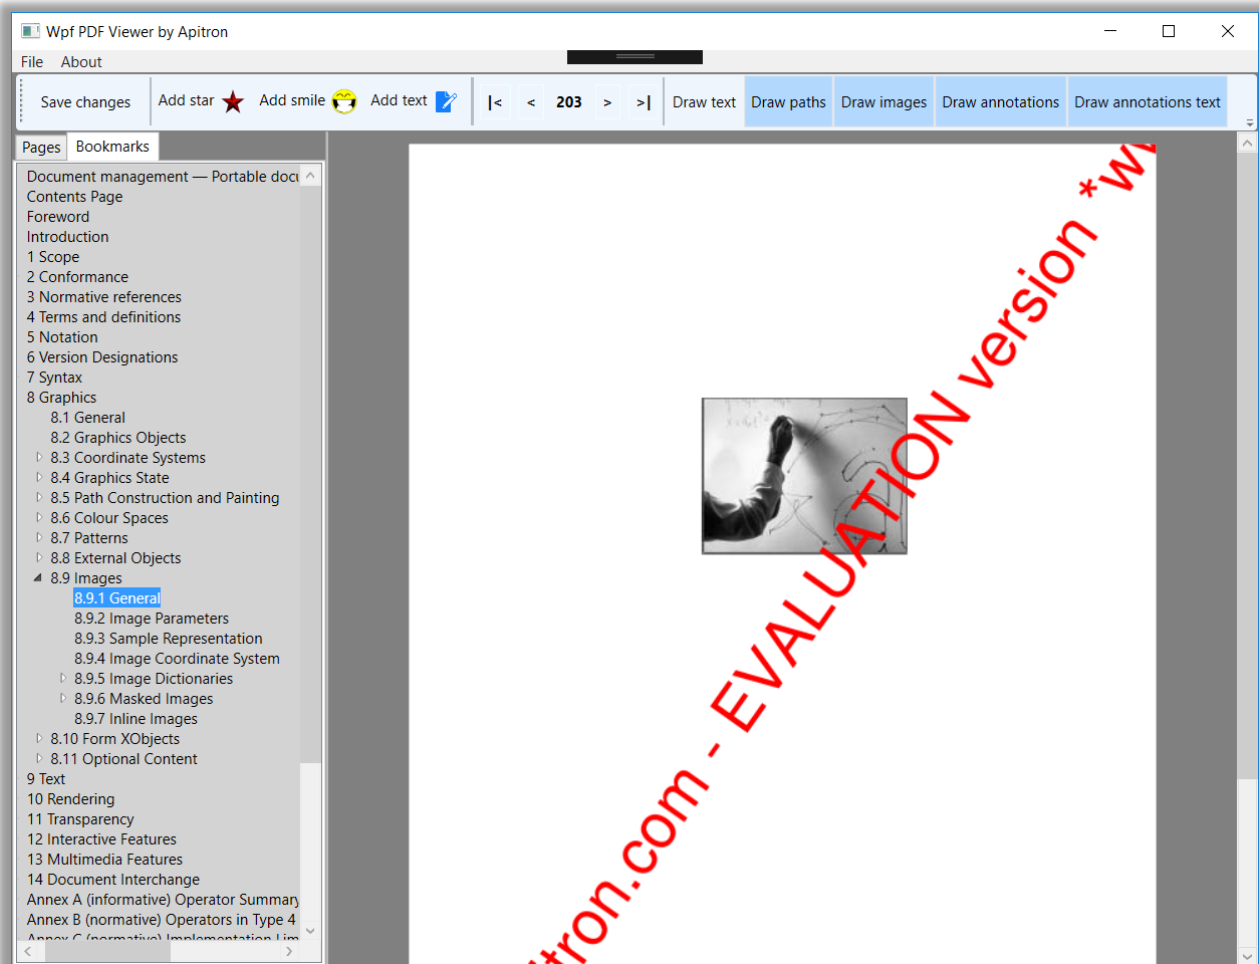 Wpf PDF Viewer by Apitron
File About
Save changes Add star Add smile Add text |< < 203 > >| Draw text Draw paths Draw images Draw annotations Draw annotations text
Pages Bookmarks
Document management — Portable docu
Contents Page
Foreword
Introduction
1 Scope
2 Conformance
3 Normative references
4 Terms and definitions
5 Notation
6 Version Designations
7 Syntax
8 Graphics
8.1 General
8.2 Graphics Objects
8.3 Coordinate Systems
8.4 Graphics State
8.5 Path Construction and Painting
8.6 Colour Spaces
8.7 Patterns
8.8 External Objects
8.9 Images
8.9.1 General
8.9.2 Image Parameters
8.9.3 Sample Representation
8.9.4 Image Coordinate System
8.9.5 Image Dictionaries
8.9.6 Masked Images
8.9.7 Inline Images
8.10 Form XObjects
8.11 Optional Content
9 Text
10 Rendering
11 Transparency
12 Interactive Features
13 Multimedia Features
14 Document Interchange
Annex A (informative) Operator Summary
Annex B (normative) Operators in Type 4
Annex C (normative) Implementation Lim
itron.com - EVALUATION version *w